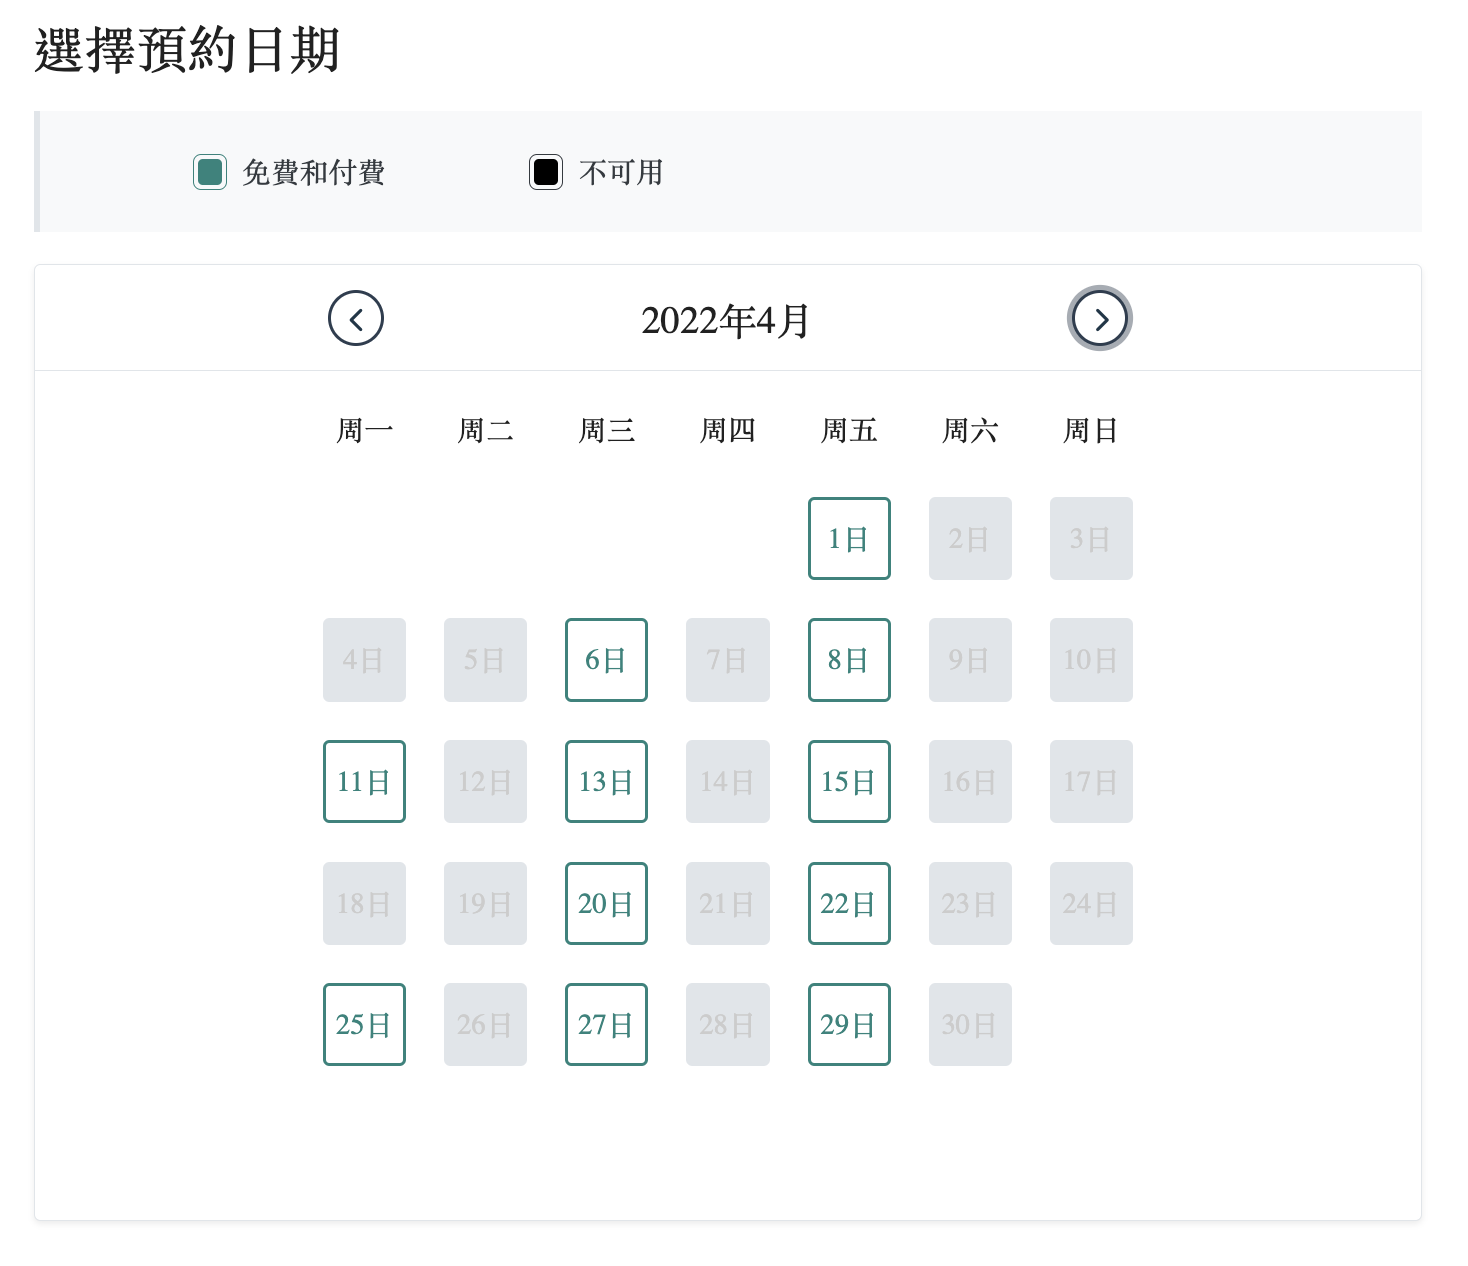 選擇預約日期
免費和付費 不可用
2022年4月
周一 周二 周三 周四 周五 周六 周日
1日 2日 3日
4日 5日 6日 7日 8日 9日 10日
11日 12日 13日 14日 15日 16日 17日
18日 19日 20日 21日 22日 23日 24日
25日 26日 27日 28日 29日 30日